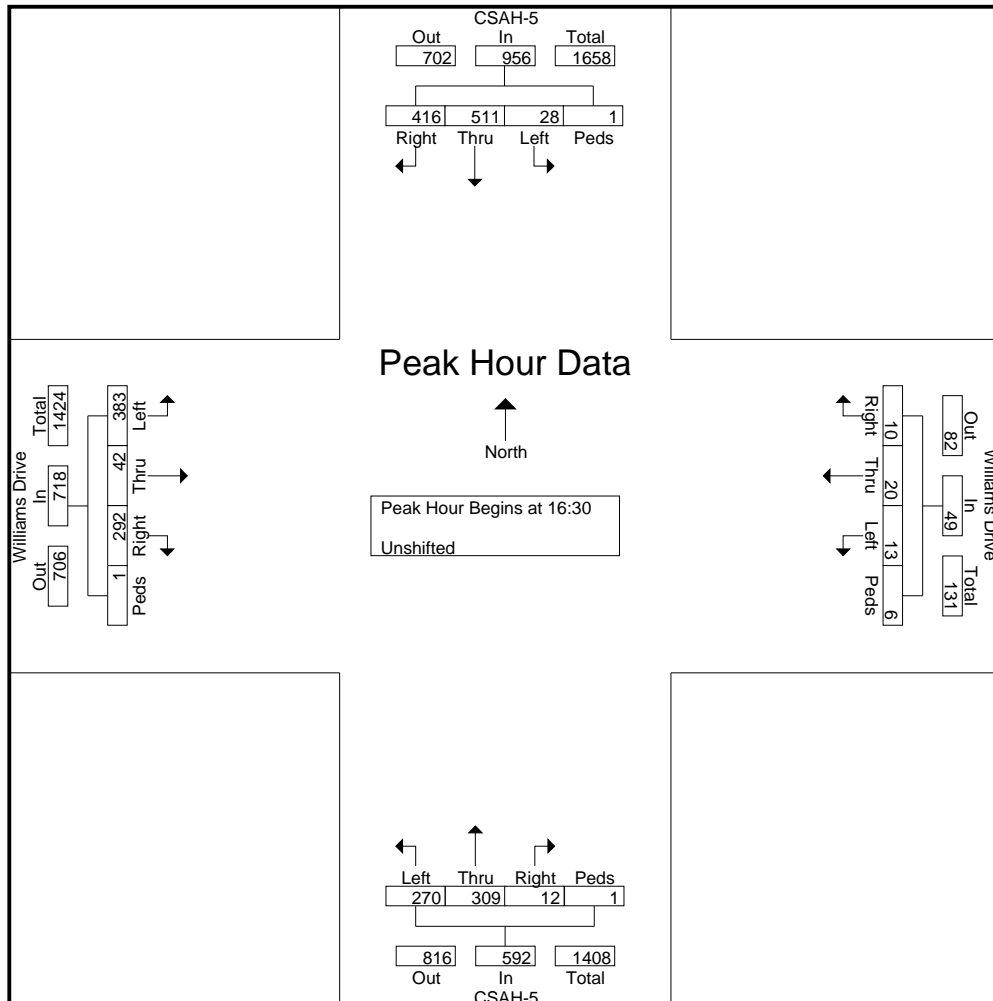 CSAH-5
Out In Total
702 956 1658
416 511 28 1
Right Thru Left Peds
Peak Hour Data
North
Peak Hour Begins at 16:30
Unshifted
Williams Drive
Total In Out
1424 718 706
383 42 292 1
Left Thru Right Peds
Williams Drive
Out In Total
82 49 131
10 20 13 6
Right Thru Left Peds
Left Thru Right Peds
270 309 12 1
816 592 1408
Out In Total
CSAH-5